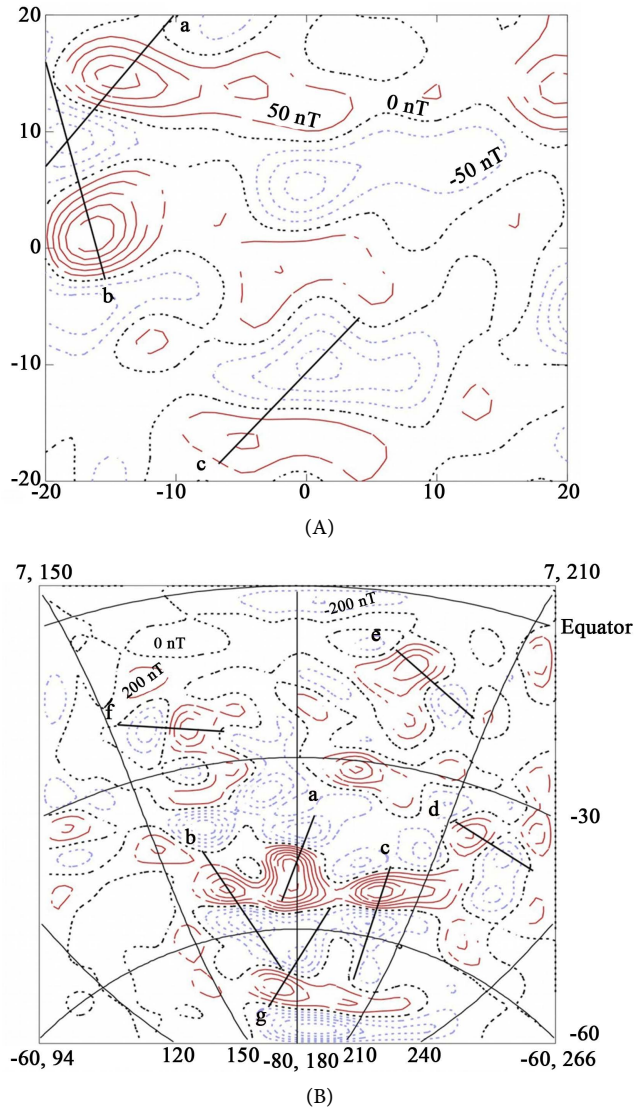 20
a
50 nT
0 nT
10
-50 nT
0
b
-10
c
-20
-20 -10 0 10 20
(A)
7, 150 7, 210
-200 nT
e
0 nT
Equator
200 nT
f
a
d
-30
b
c
g
-60
-60, 94 120 150 -80, 180 210 240 -60, 266
(B)